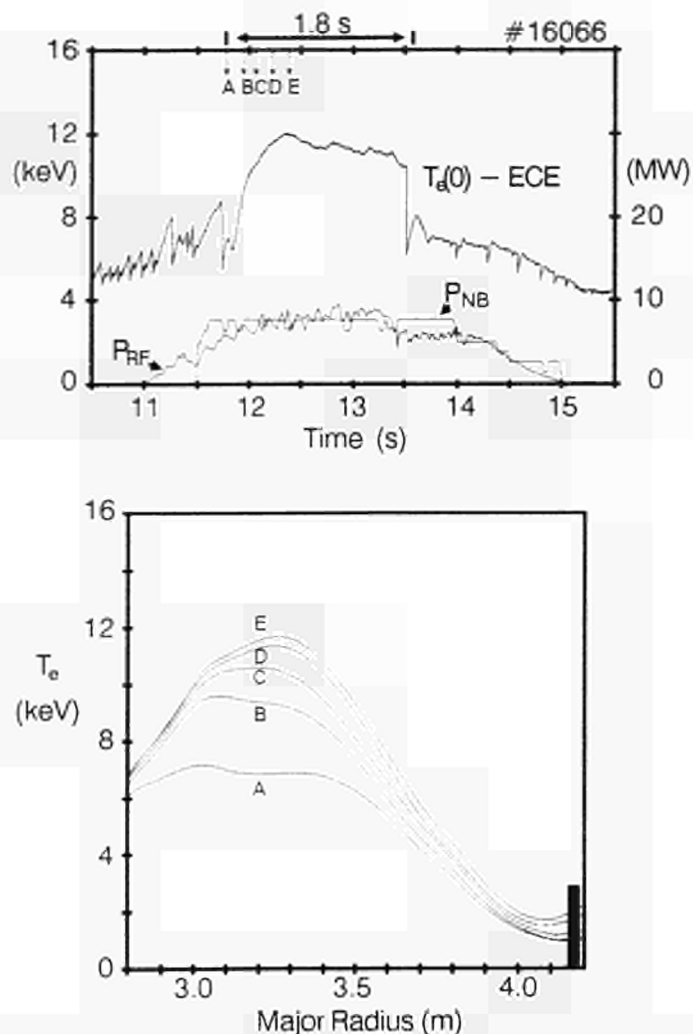 1.8 s #16066
16
A B C D E
12
(keV) (MW)
Te(0) – ECE
8 20
4 10
PNB
PRF
0 0
11 12 13 14 15
Time (s)
16
12
E
Te
D
(keV)
C
8
B
A
4
0
3.0 3.5 4.0
Major Radius (m)